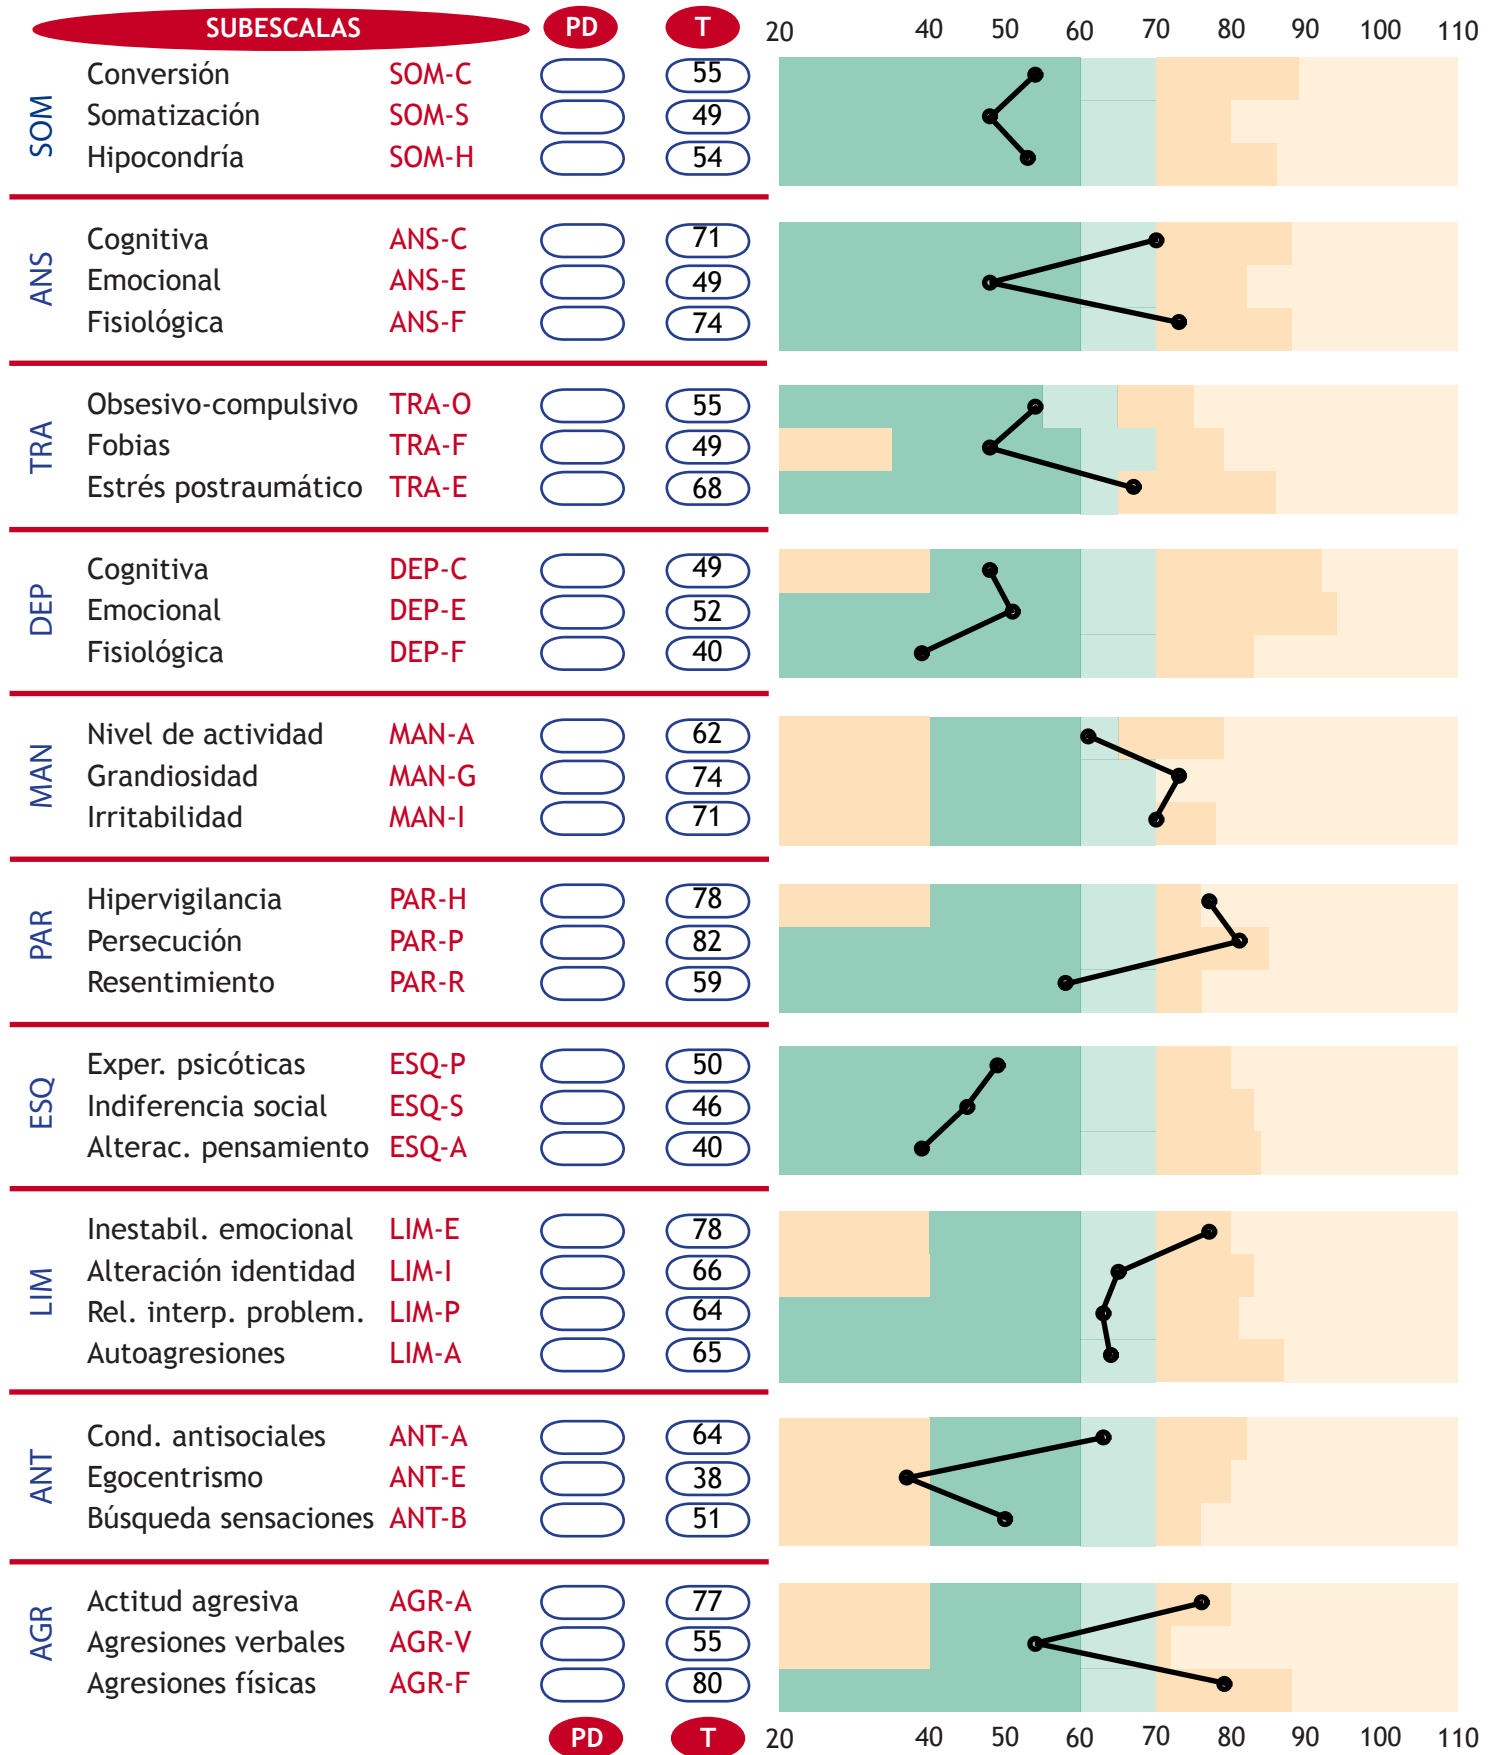 SUBESCALAS PD T 20 40 50 60 70 80 90 100 110
SOM
Conversión SOM-C 55
Somatización SOM-S 49
Hipocondría SOM-H 54
ANS
Cognitiva ANS-C 71
Emocional ANS-E 49
Fisiológica ANS-F 74
TRA
Obsesivo-compulsivo TRA-O 55
Fobias TRA-F 49
Estrés postraumático TRA-E 68
DEP
Cognitiva DEP-C 49
Emocional DEP-E 52
Fisiológica DEP-F 40
MAN
Nivel de actividad MAN-A 62
Grandiosidad MAN-G 74
Irritabilidad MAN-I 71
PAR
Hipervigilancia PAR-H 78
Persecución PAR-P 82
Resentimiento PAR-R 59
ESQ
Exper. psicóticas ESQ-P 50
Indiferencia social ESQ-S 46
Alterac. pensamiento ESQ-A 40
LIM
Inestabil. emocional LIM-E 78
Alteración identidad LIM-I 66
Rel. interp. problem. LIM-P 64
Autoagresiones LIM-A 65
ANT
Cond. antisociales ANT-A 64
Egocentrismo ANT-E 38
Búsqueda sensaciones ANT-B 51
AGR
Actitud agresiva AGR-A 77
Agresiones verbales AGR-V 55
Agresiones físicas AGR-F 80
PD T 20 40 50 60 70 80 90 100 110